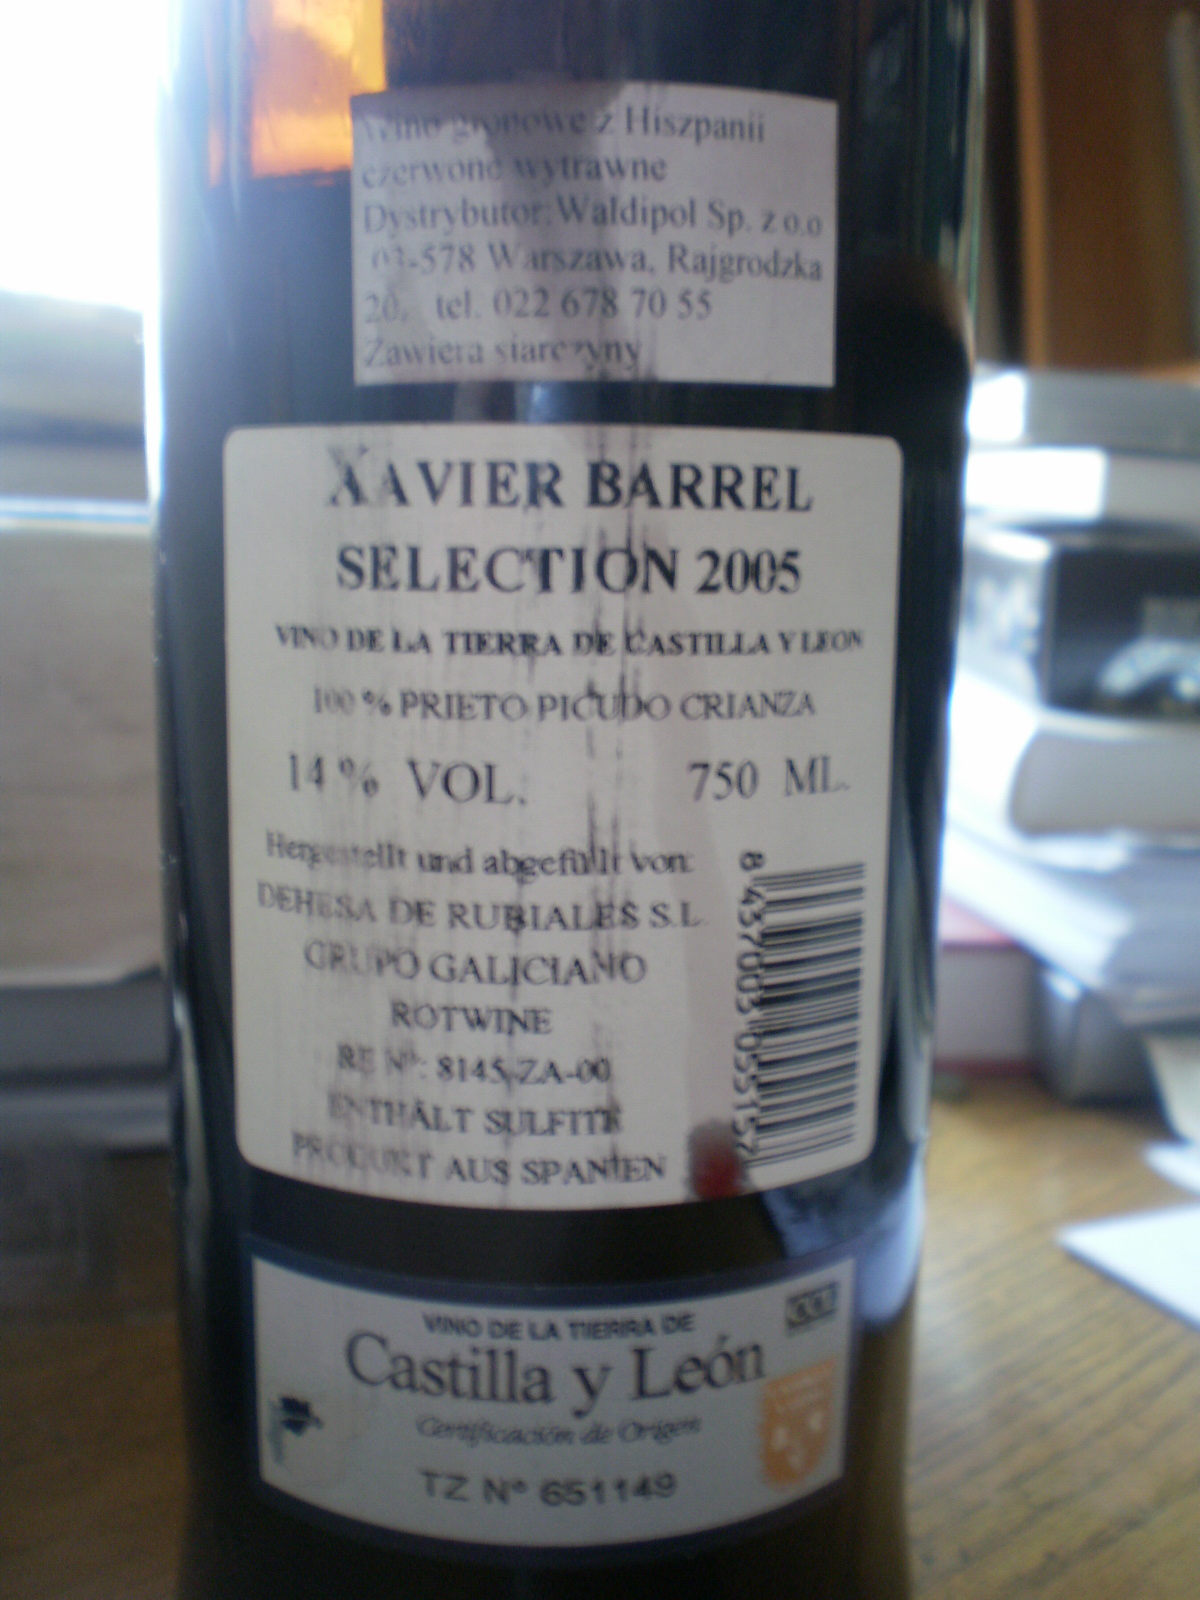 Wino gronowe z Hiszpanii
czerwone wytrawne
Dystrybutor: Waldipol Sp. z o.o
03-578 Warszawa, Rajgrodzka
20, tel. 022 678 70 55
Zawiera siarczyny
XAVIER BARREL
SELECTION 2005
VINO DE LA TIERRA DE CASTILLA Y LEON
100 % PRIETO PICUDO CRIANZA
14 % VOL. 750 ML.
Hergestellt und abgefüllt von:
DEHESA DE RUBIALES S.L.
GRUPO GALICIANO
ROTWINE
RE Nº: 8145-ZA-00
ENTHÄLT SULFITE
PRODUKT AUS SPANIEN
8 437003 055157
VINO DE LA TIERRA DE
Castilla y León
Certificación de Origen
TZ Nº 651149